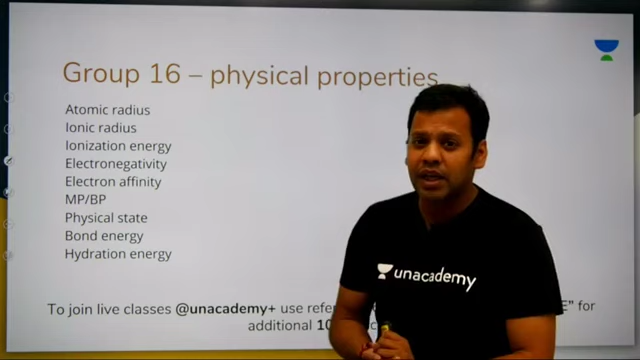 Group 16 – physical properties
Atomic radius
Ionic radius
Ionization energy
Electronegativity
Electron affinity
MP/BP
Physical state
Bond energy
Hydration energy
unacademy
To join live classes @unacademy+ use for
additional 10